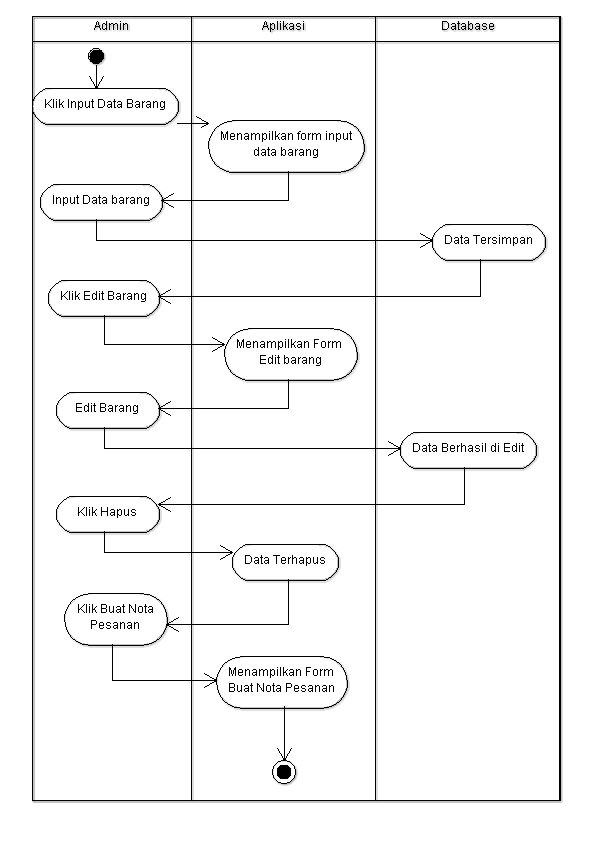 Admin
Aplikasi
Database
Klik Input Data Barang
Menampilkan form input
data barang
Input Data barang
Data Tersimpan
Klik Edit Barang
Menampilkan Form
Edit barang
Edit Barang
Data Berhasil di Edit
Klik Hapus
Data Terhapus
Klik Buat Nota
Pesanan
Menampilkan Form
Buat Nota Pesanan